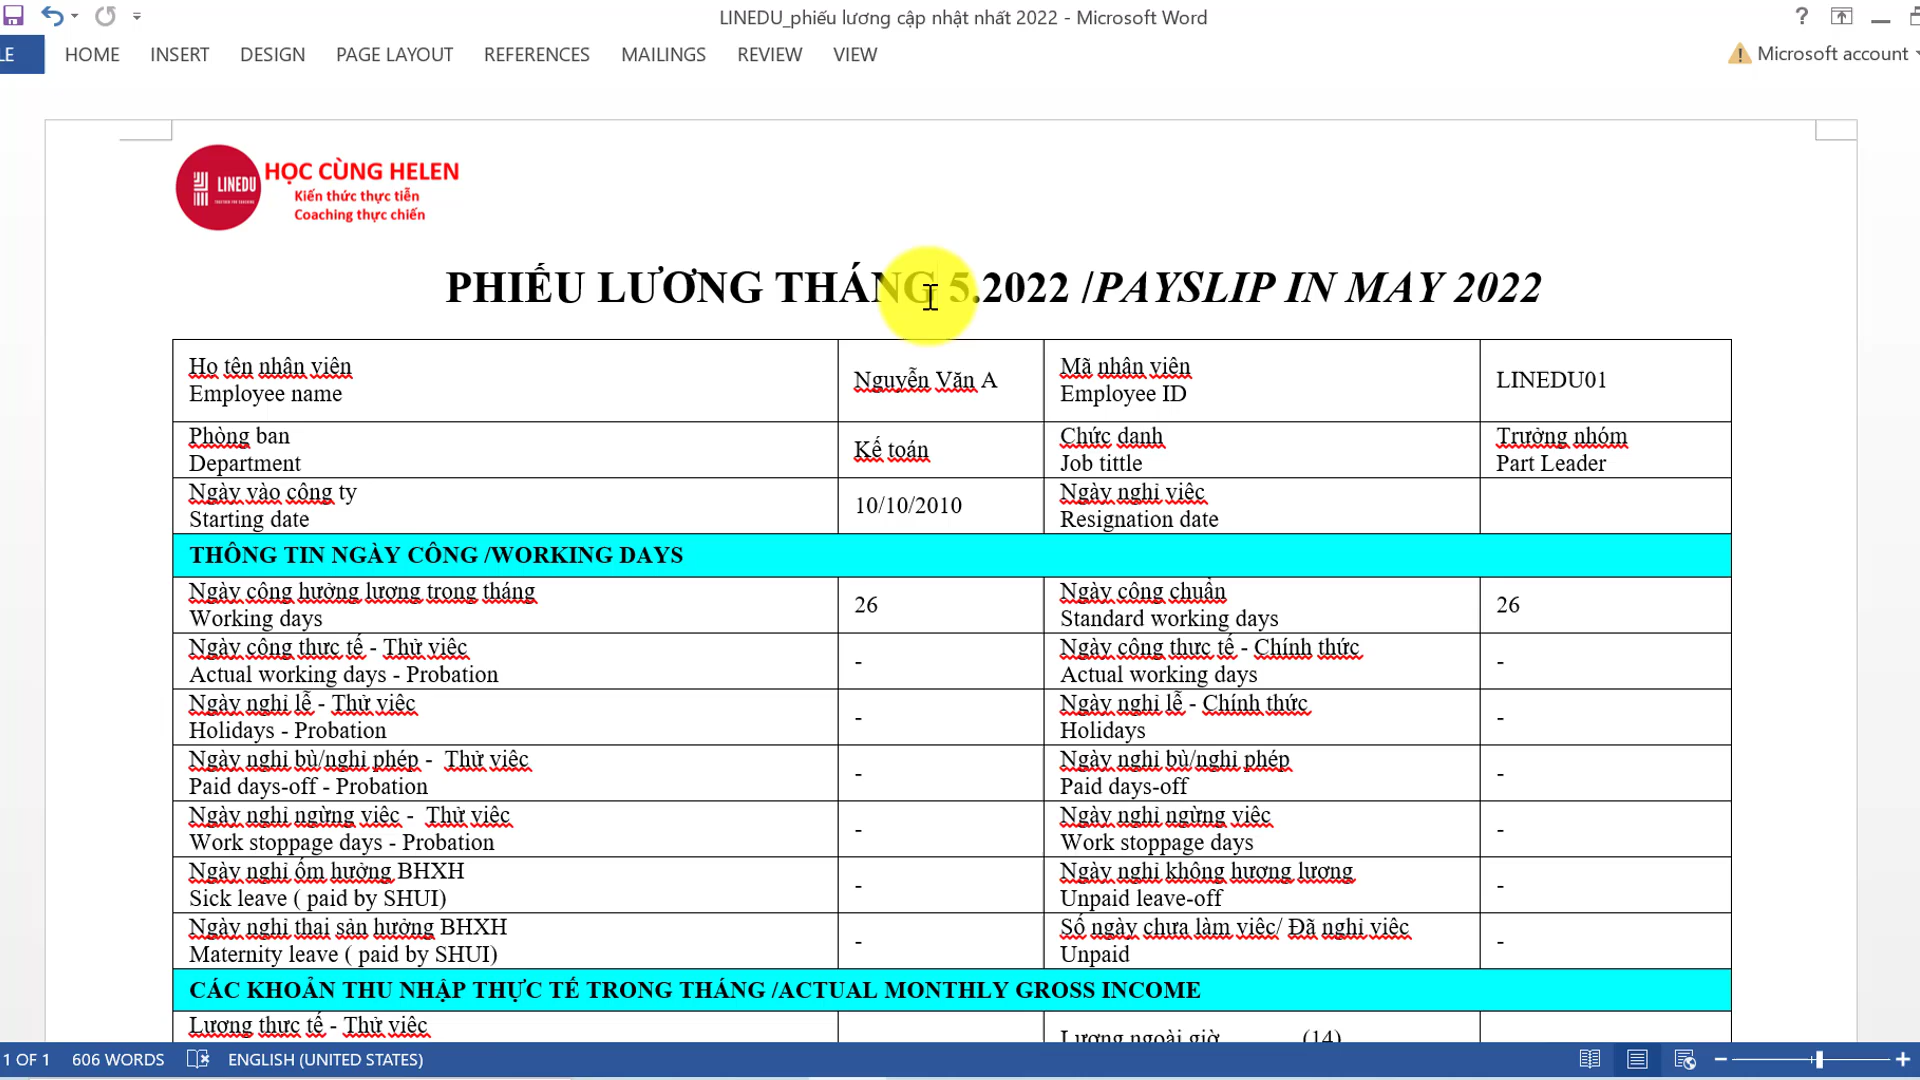 LINEDU_phiếu lương cập nhật nhất 2022 - Microsoft Word
?
LE HOME INSERT DESIGN PAGE LAYOUT REFERENCES MAILINGS REVIEW VIEW
Microsoft account
LINEDU
HỌC CÙNG HELEN
Kiến thức thực tiễn
Coaching thực chiến
PHIẾU LƯƠNG THÁNG 5.2022 /PAYSLIP IN MAY 2022
Họ tên nhân viên
Employee name
Nguyễn Văn A
Mã nhân viên
Employee ID
LINEDU01
Phòng ban
Department
Kế toán
Chức danh
Job tittle
Trưởng nhóm
Part Leader
Ngày vào công ty
Starting date
10/10/2010
Ngày nghỉ việc
Resignation date
THÔNG TIN NGÀY CÔNG /WORKING DAYS
Ngày công hưởng lương trong tháng
Working days
26
Ngày công chuẩn
Standard working days
26
Ngày công thực tế - Thử việc
Actual working days - Probation
-
Ngày công thực tế - Chính thức
Actual working days
-
Ngày nghỉ lễ - Thử việc
Holidays - Probation
-
Ngày nghỉ lễ - Chính thức
Holidays
-
Ngày nghỉ bù/nghỉ phép - Thử việc
Paid days-off - Probation
-
Ngày nghỉ bù/nghỉ phép
Paid days-off
-
Ngày nghỉ ngừng việc - Thử việc
Work stoppage days - Probation
-
Ngày nghỉ ngừng việc
Work stoppage days
-
Ngày nghỉ ốm hưởng BHXH
Sick leave ( paid by SHUI)
-
Ngày nghỉ không hương lương
Unpaid leave-off
-
Ngày nghỉ thai sản hưởng BHXH
Maternity leave ( paid by SHUI)
-
Số ngày chưa làm việc/ Đã nghỉ việc
Unpaid
-
CÁC KHOẢN THU NHẬP THỰC TẾ TRONG THÁNG /ACTUAL MONTHLY GROSS INCOME
Lương thực tế - Thử việc
Lương ngoài giờ (14)
1 OF 1 606 WORDS ENGLISH (UNITED STATES)